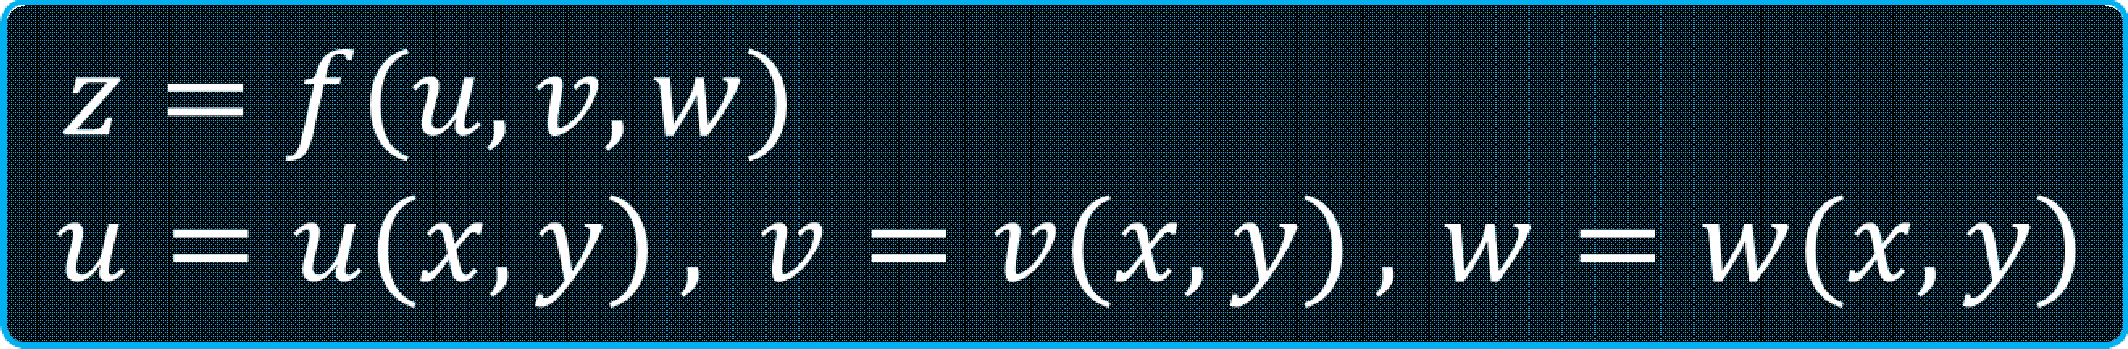 z = f(u, v, w)
u = u(x, y) , v = v(x, y) , w = w(x, y)